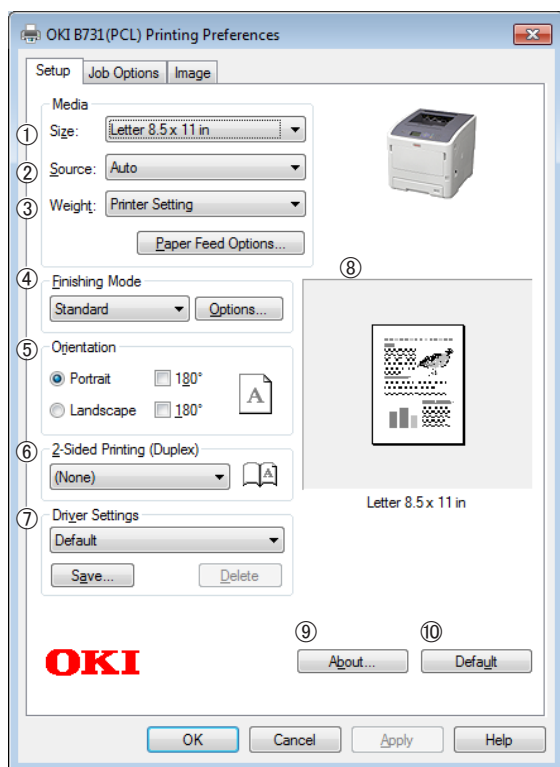 OKI B731(PCL) Printing Preferences
Setup Job Options Image
Media
① Size: Letter 8.5 x 11 in
② Source: Auto
③ Weight: Printer Setting
Paper Feed Options...
④ Finishing Mode
Standard Options...
⑤ Orientation
Portrait 180°
Landscape 180°
A
⑥ 2-Sided Printing (Duplex)
(None) A
⑦ Driver Settings
Default
Save... Delete
⑧
Letter 8.5 x 11 in
⑨ ⑩
OKI About... Default
OK Cancel Apply Help